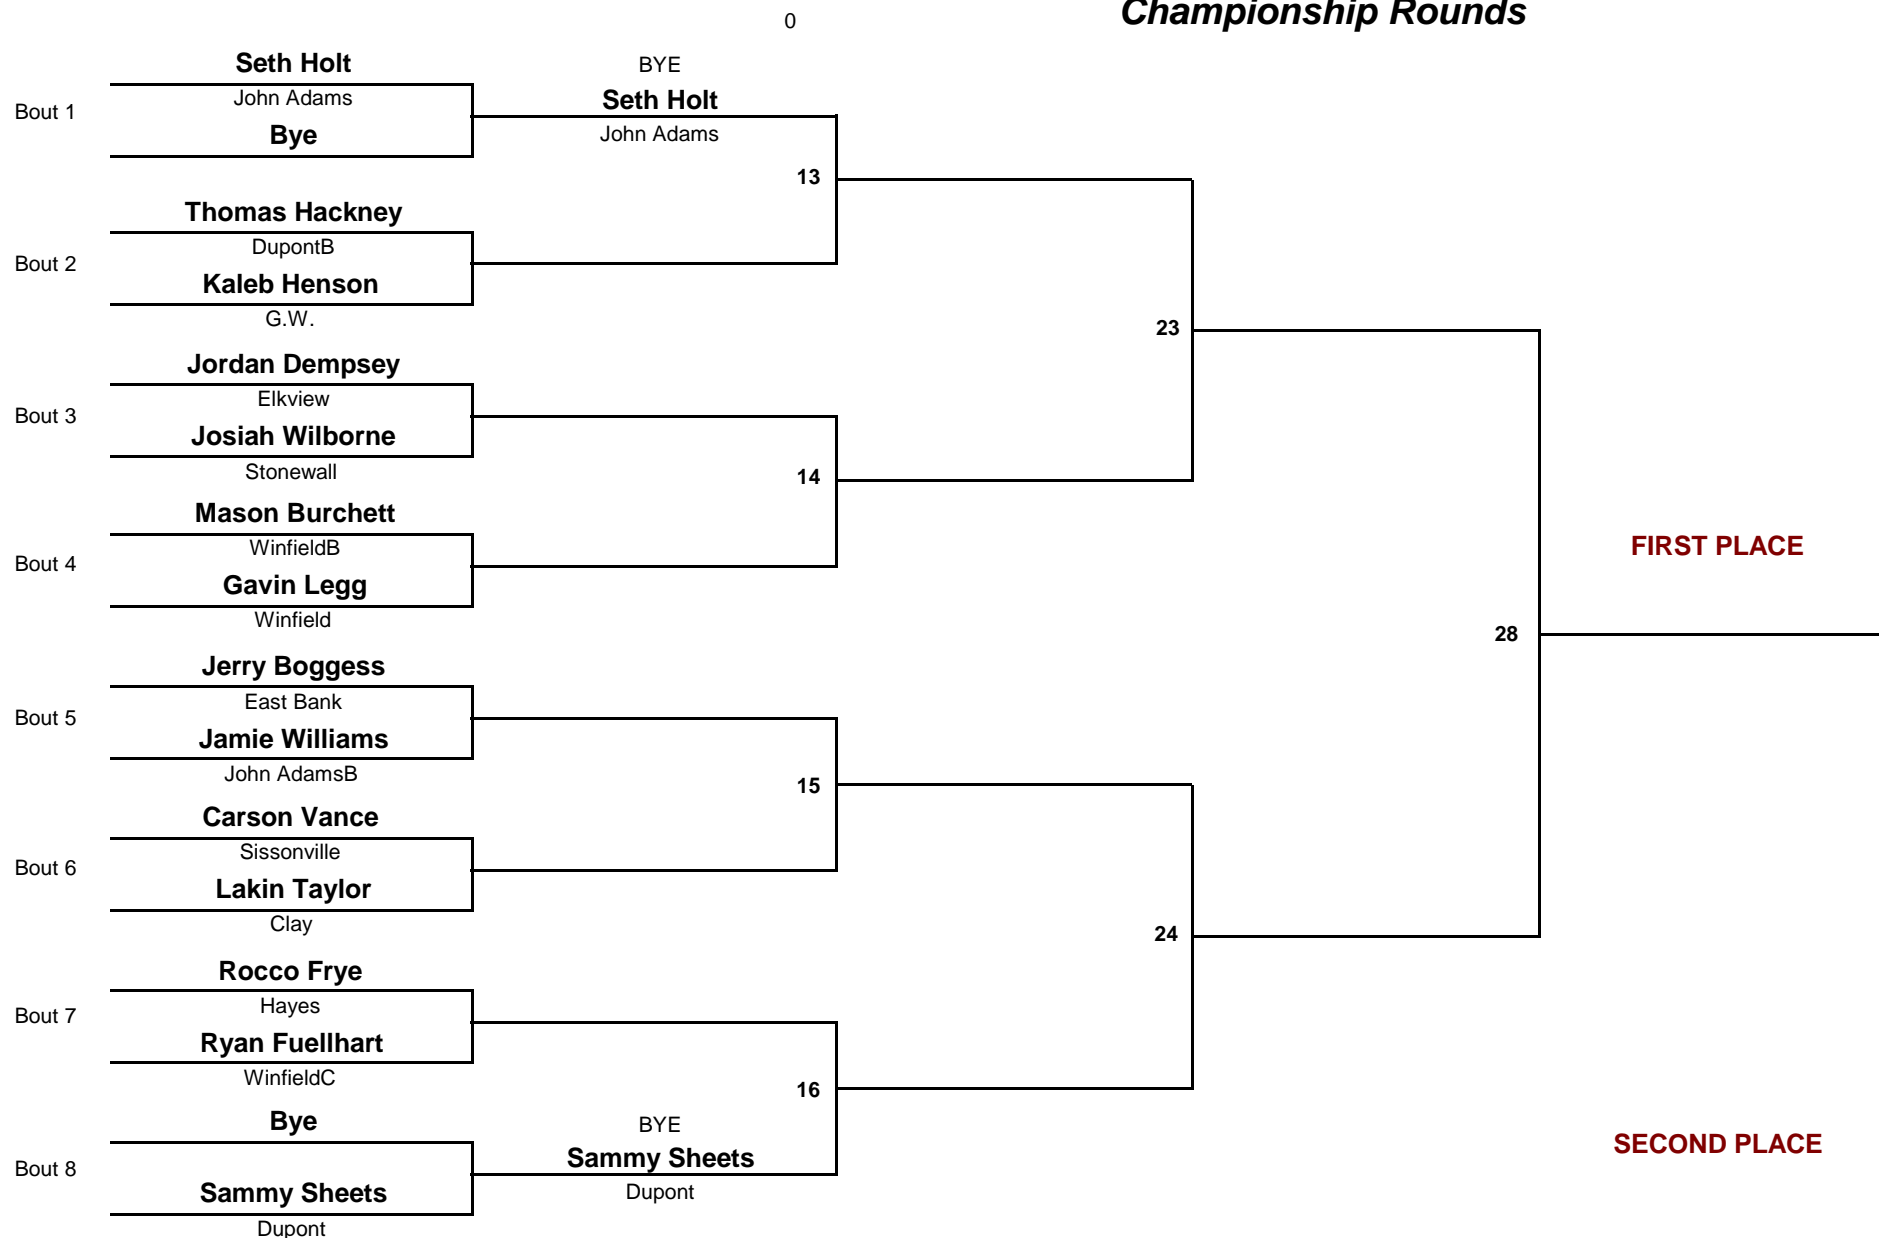 Championship Rounds
0
Seth Holt
BYE
Bout 1
John Adams
Seth Holt
Bye
John Adams
13
Thomas Hackney
Bout 2
DupontB
Kaleb Henson
G.W.
23
Jordan Dempsey
Bout 3
Elkview
Josiah Wilborne
Stonewall
14
Mason Burchett
Bout 4
WinfieldB
Gavin Legg
Winfield
FIRST PLACE
28
Jerry Boggess
Bout 5
East Bank
Jamie Williams
John AdamsB
15
Carson Vance
Bout 6
Sissonville
Lakin Taylor
Clay
24
Rocco Frye
Bout 7
Hayes
Ryan Fuellhart
WinfieldC
16
Bye
BYE
Bout 8
Sammy Sheets
Sammy Sheets
Dupont
Dupont
SECOND PLACE